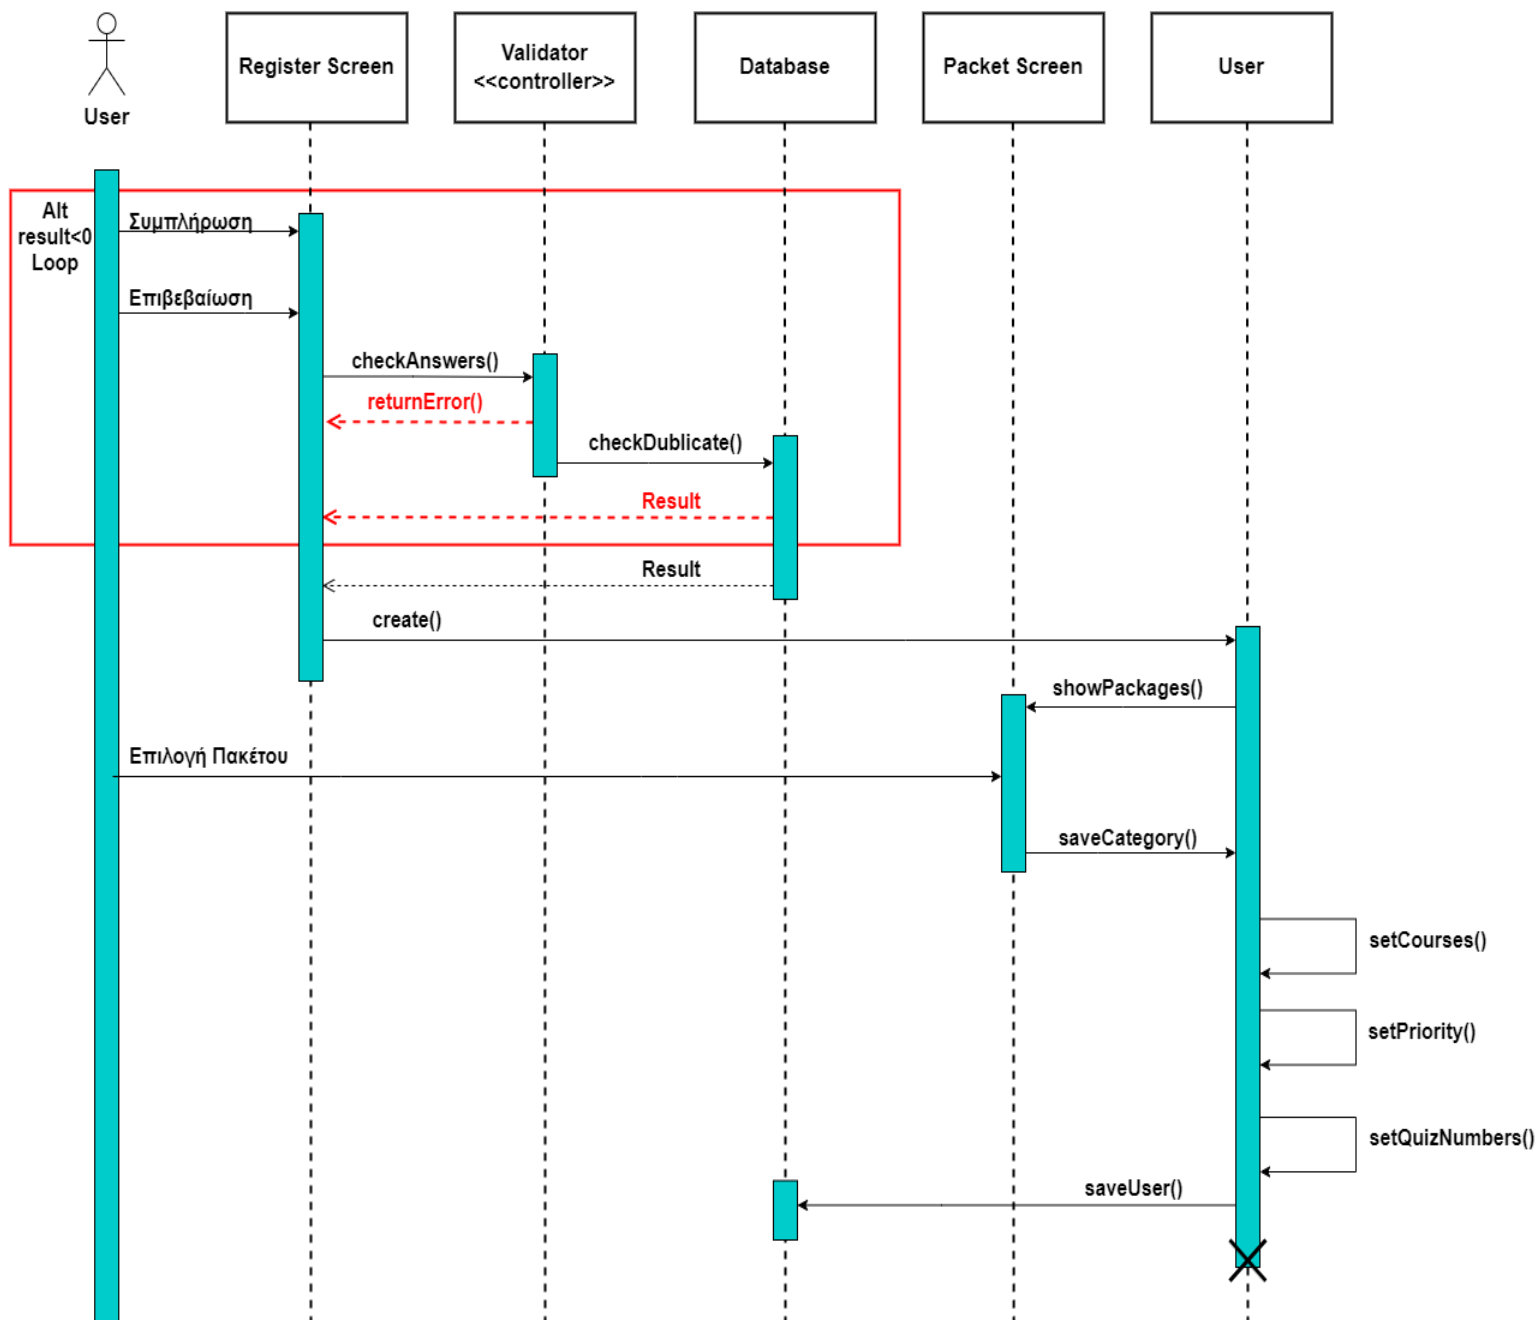 User
Register Screen
Validator
<<controller>>
Database
Packet Screen
User
Alt
result<0
Loop
Συμπλήρωση
Επιβεβαίωση
checkAnswers()
returnError()
checkDublicate()
Result
Result
create()
showPackages()
Επιλογή Πακέτου
saveCategory()
setCourses()
setPriority()
setQuizNumbers()
saveUser()